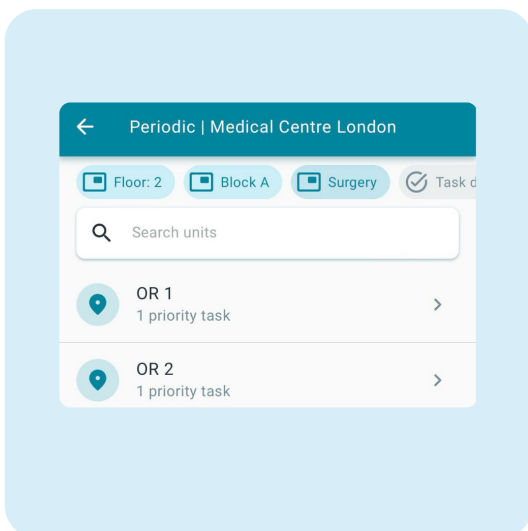 Periodic | Medical Centre London
Floor: 2 Block A Surgery Task
Search units
OR 1
1 priority task
OR 2
1 priority task